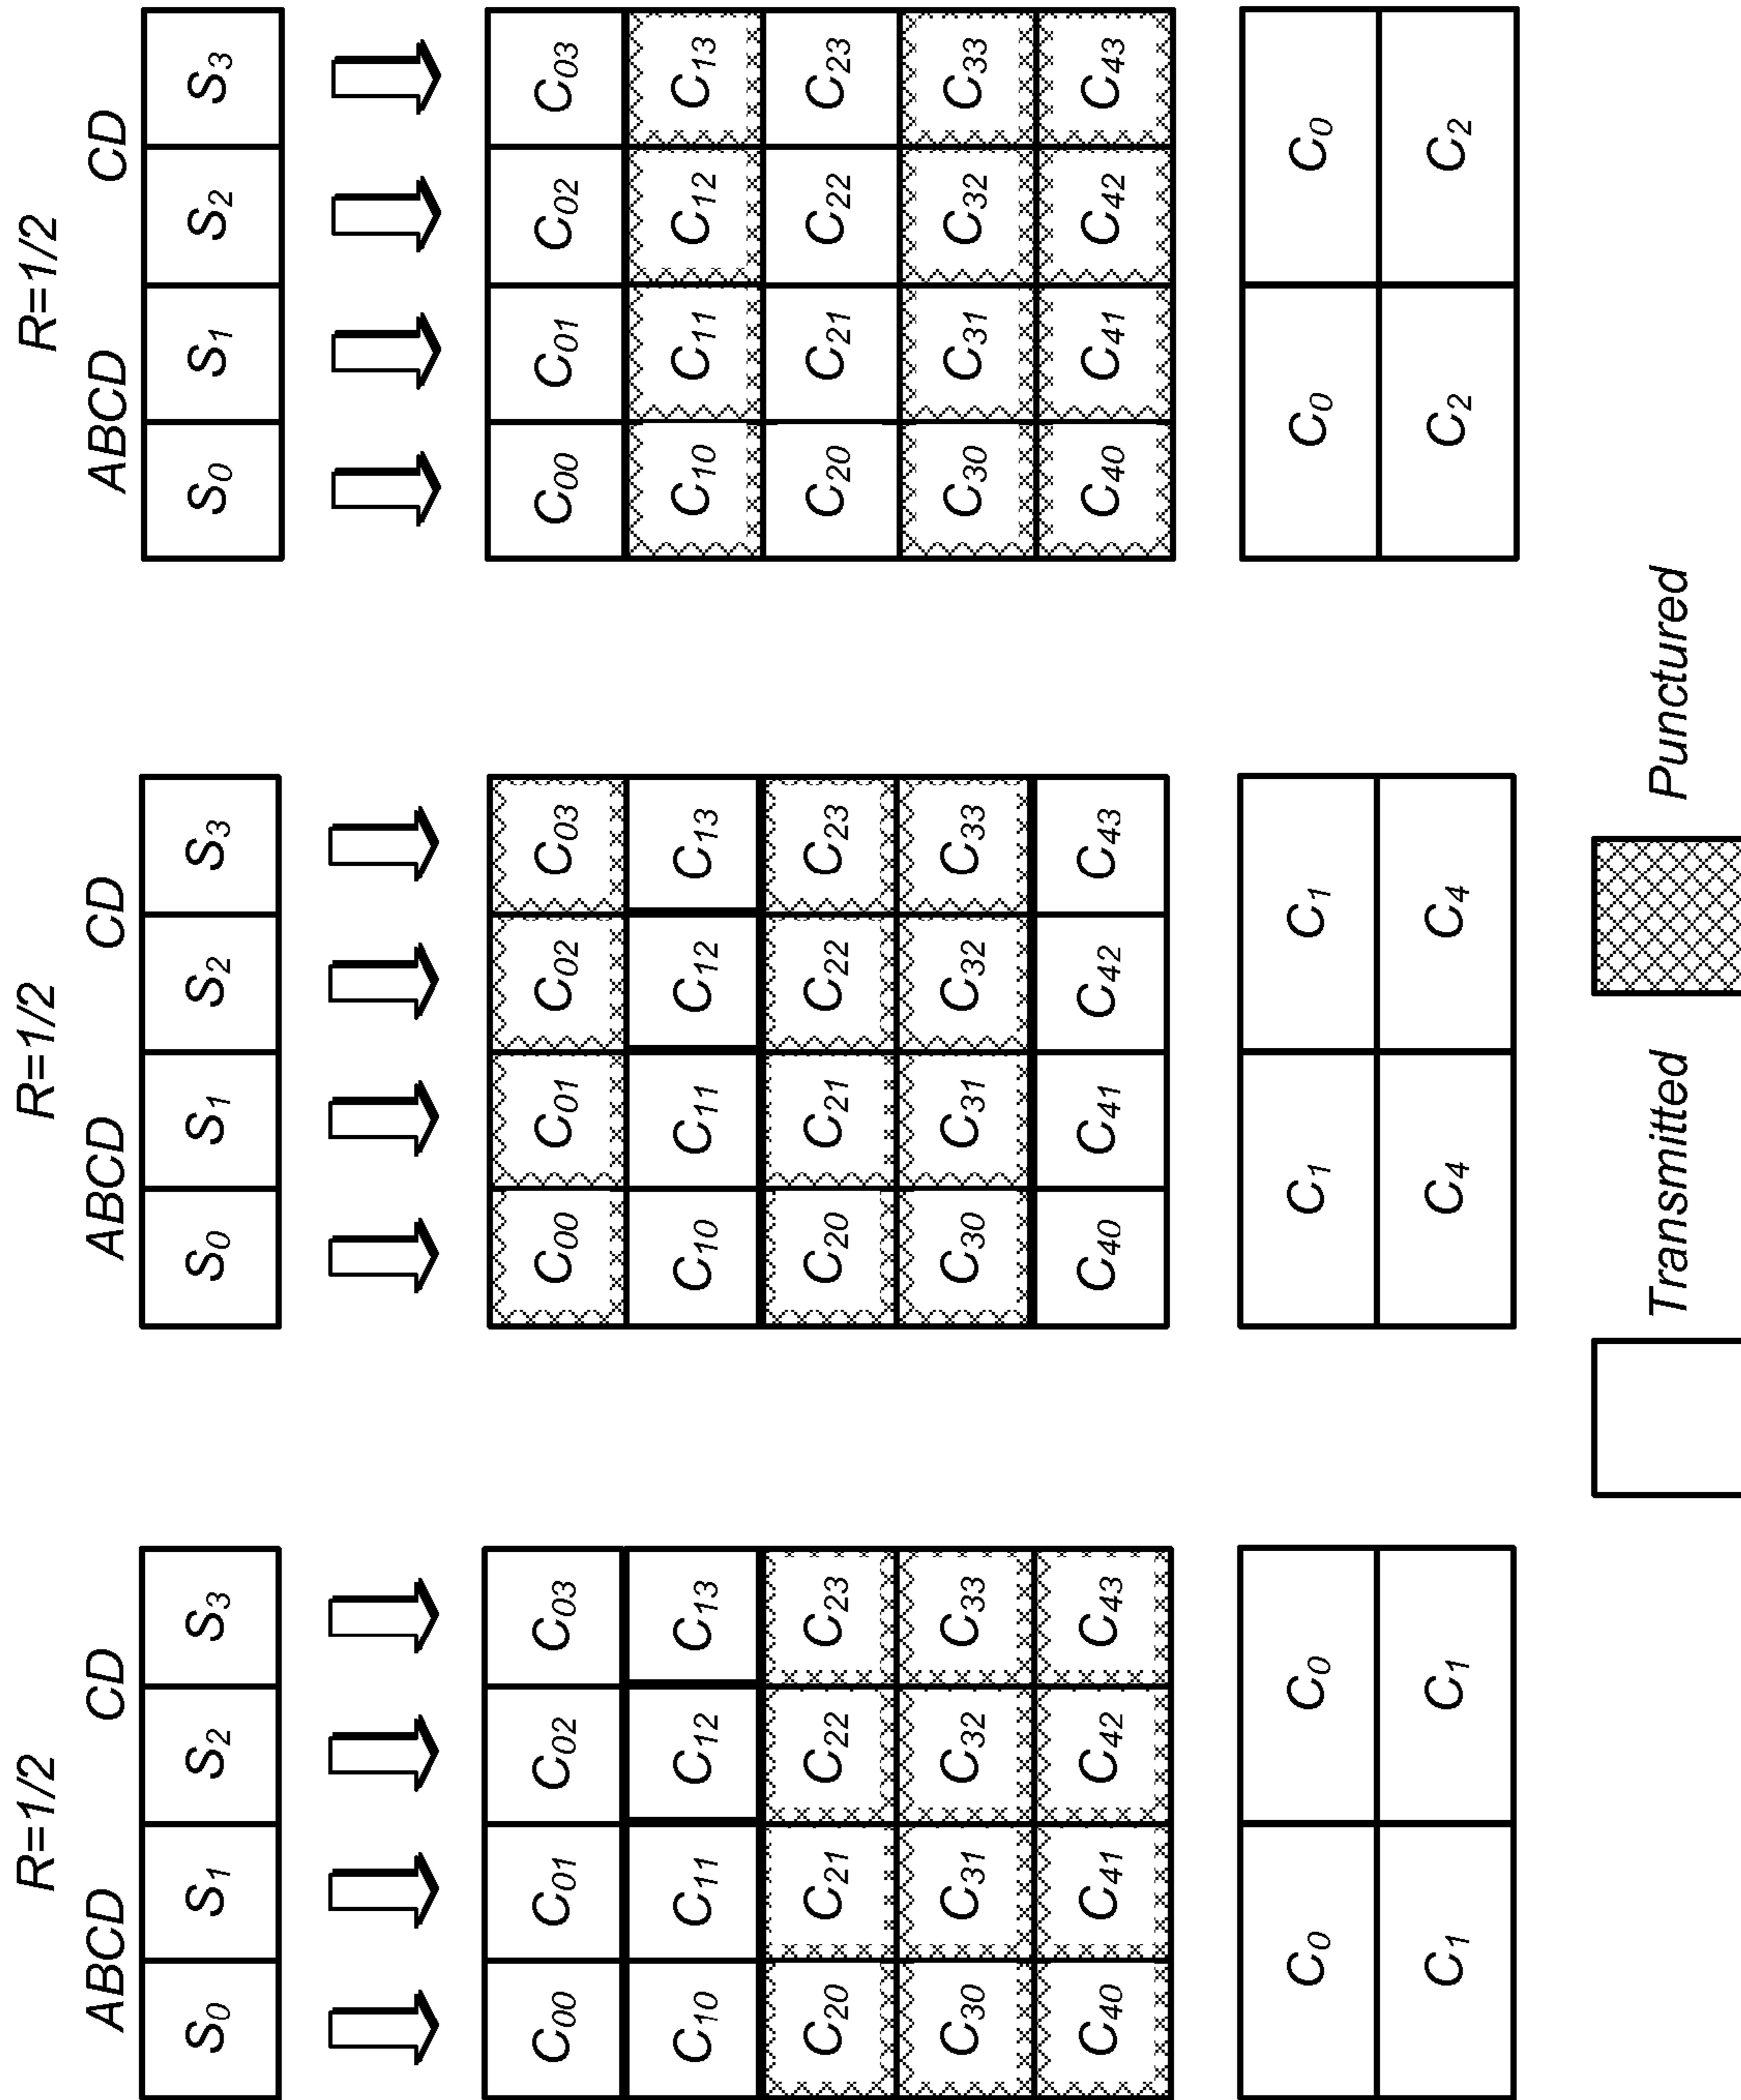 R=1/2
ABCD CD
S0 S1 S2 S3
C00 C01 C02 C03
C10 C11 C12 C13
C20 C21 C22 C23
C30 C31 C32 C33
C40 C41 C42 C43
C0 C0
C1 C1
R=1/2
ABCD CD
S0 S1 S2 S3
C00 C01 C02 C03
C10 C11 C12 C13
C20 C21 C22 C23
C30 C31 C32 C33
C40 C41 C42 C43
C1 C1
C4 C4
R=1/2
ABCD CD
S0 S1 S2 S3
C00 C01 C02 C03
C10 C11 C12 C13
C20 C21 C22 C23
C30 C31 C32 C33
C40 C41 C42 C43
C0 C0
C2 C2
Transmitted Punctured